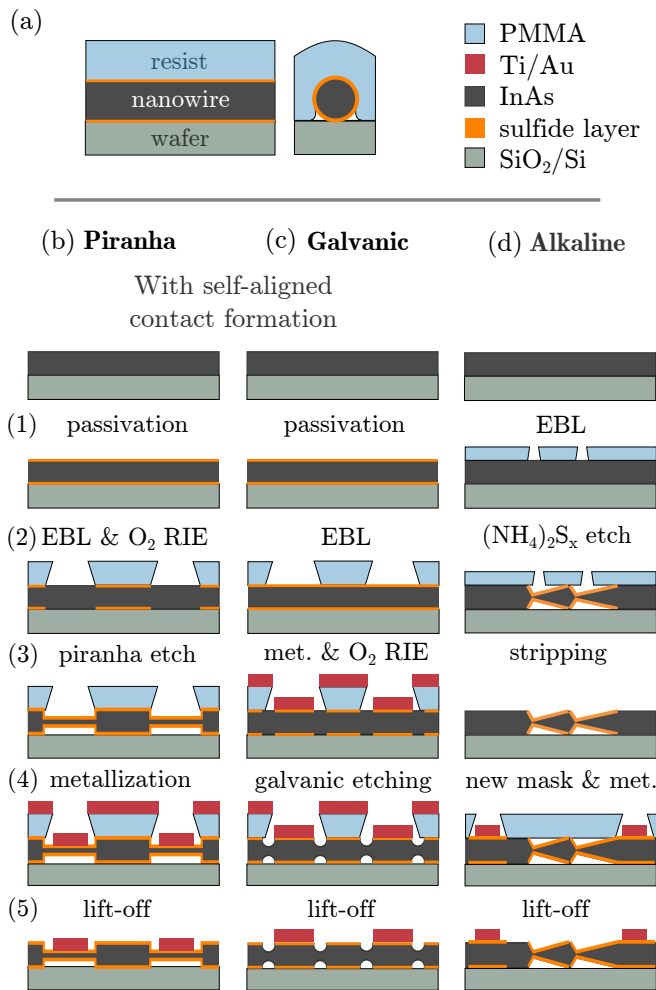 (a)
resist
nanowire
wafer
PMMA
Ti/Au
InAs
sulfide layer
SiO₂/Si
(b) Piranha
(c) Galvanic
(d) Alkaline
With self-aligned
contact formation
(1)
passivation
passivation
EBL
(2)
EBL & O₂ RIE
EBL
(NH₄)₂Sₓ etch
(3)
piranha etch
met. & O₂ RIE
stripping
(4)
metallization
galvanic etching
new mask & met.
(5)
lift-off
lift-off
lift-off